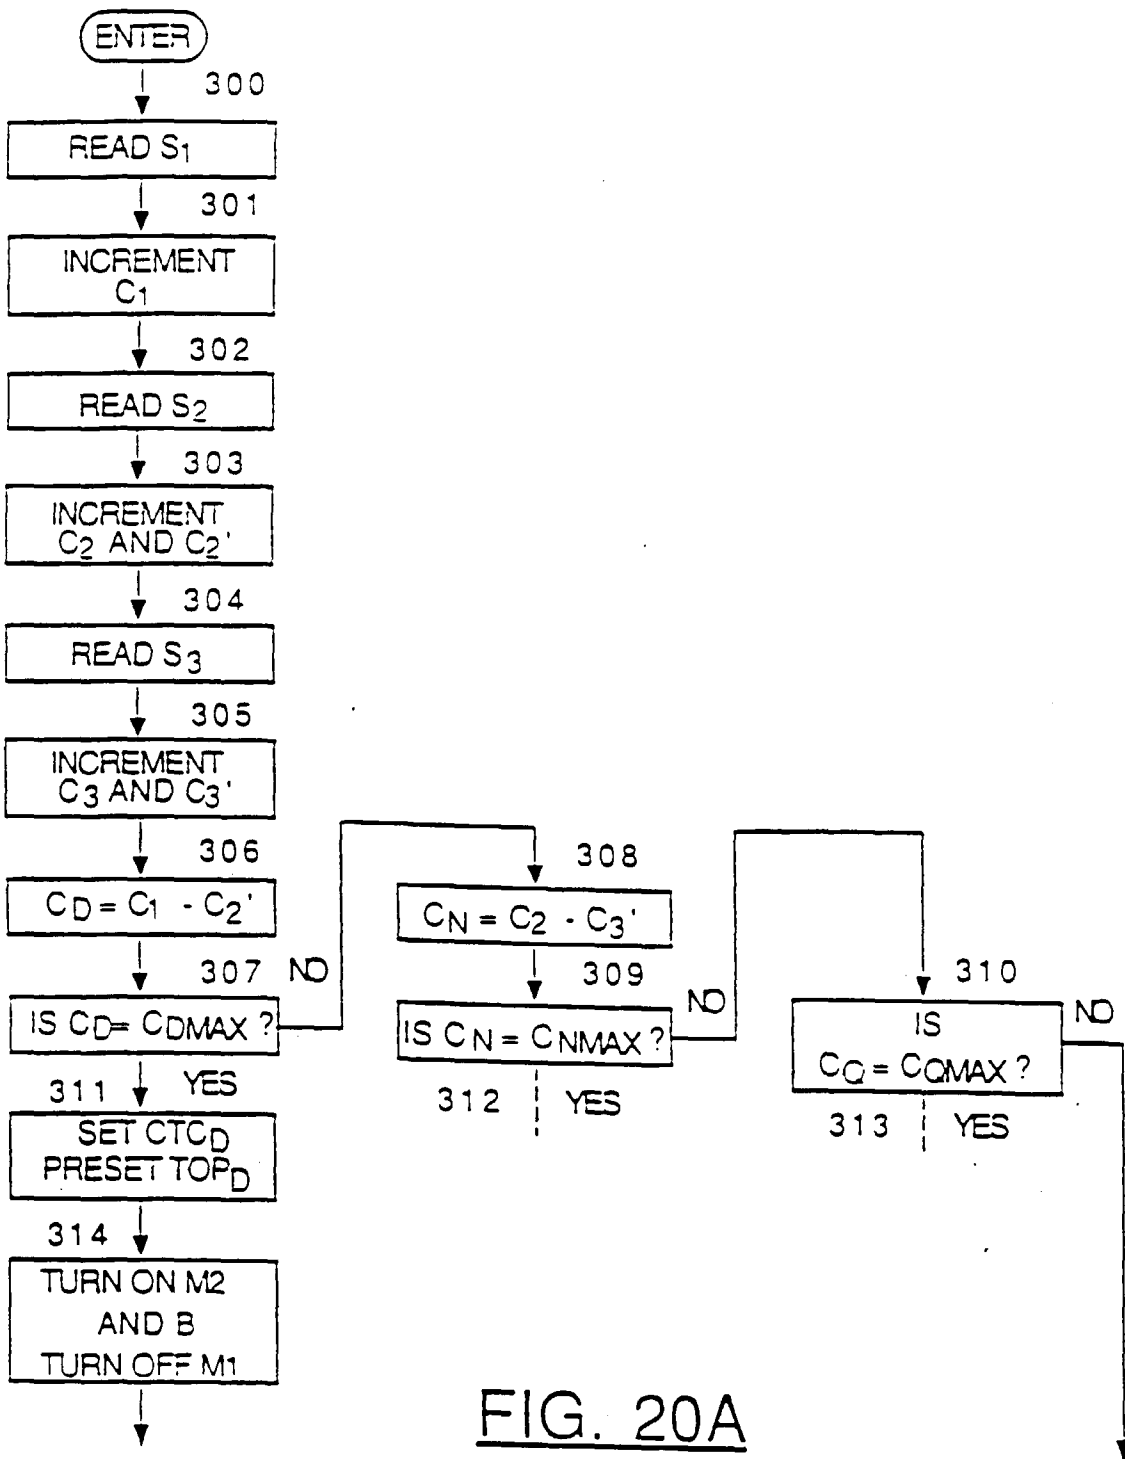 ENTER
300
READ S1
301
INCREMENT
C1
302
READ S2
303
INCREMENT
C2 AND C2'
304
READ S3
305
INCREMENT
C3 AND C3'
306
CD = C1 - C2'
307
NO
IS CD = CDMAX ?
308
CN = C2 - C3'
309
NO
IS CN = CNMAX ?
310
NO
IS
CQ = CQMAX ?
311
YES
312
YES
313
YES
SET CTCD
PRESET TOPD
314
TURN ON M2
AND B
TURN OFF M1
FIG. 20A